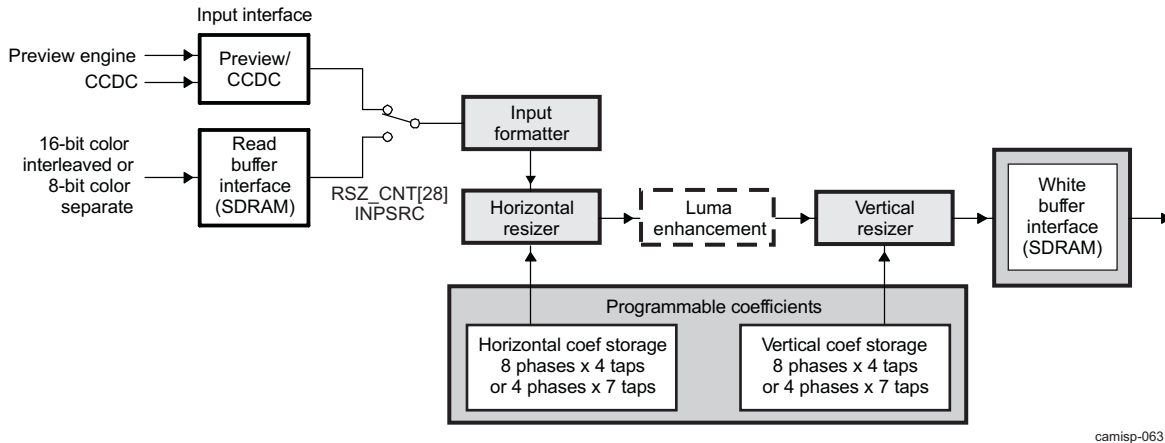 Input interface
Preview engine
CCDC
Preview/
CCDC
16-bit color
interleaved or
8-bit color
separate
Read
buffer
interface
(SDRAM)
RSZ_CNT[28]
INPSRC
Input
formatter
Horizontal
resizer
Luma
enhancement
Vertical
resizer
White
buffer
interface
(SDRAM)
Programmable coefficients
Horizontal coef storage
8 phases x 4 taps
or 4 phases x 7 taps
Vertical coef storage
8 phases x 4 taps
or 4 phases x 7 taps
camisp-063